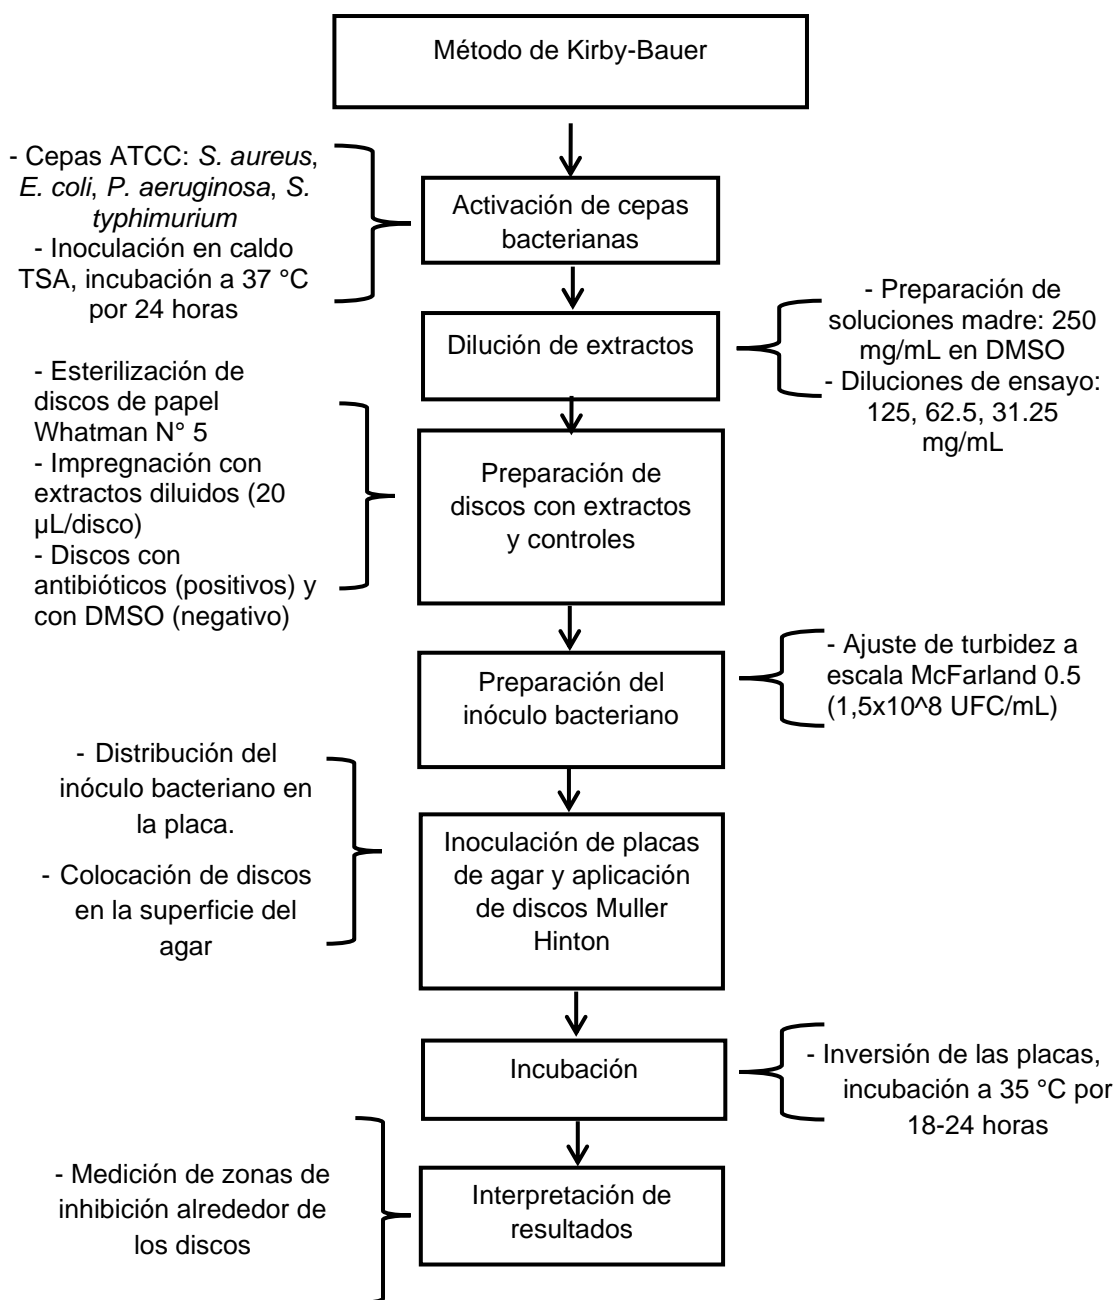 Método de Kirby-Bauer
- Cepas ATCC: S. aureus,
E. coli, P. aeruginosa, S.
typhimurium
- Inoculación en caldo
TSA, incubación a 37 °C
por 24 horas
Activación de cepas
bacterianas
Dilución de extractos
- Preparación de
soluciones madre: 250
mg/mL en DMSO
- Diluciones de ensayo:
125, 62.5, 31.25
mg/mL
- Esterilización de
discos de papel
Whatman N° 5
- Impregnación con
extractos diluidos (20
µL/disco)
- Discos con
antibióticos (positivos) y
con DMSO (negativo)
Preparación de
discos con extractos
y controles
Preparación del
inóculo bacteriano
- Ajuste de turbidez a
escala McFarland 0.5
(1,5x10^8 UFC/mL)
- Distribución del
inóculo bacteriano en
la placa.
- Colocación de discos
en la superficie del
agar
Inoculación de placas
de agar y aplicación
de discos Muller
Hinton
Incubación
- Inversión de las placas,
incubación a 35 °C por
18-24 horas
- Medición de zonas de
inhibición alrededor de
los discos
Interpretación de
resultados